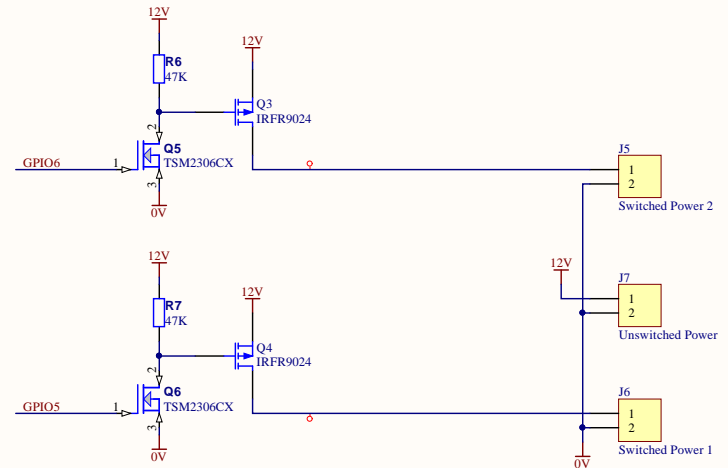 12V
R6
47K
12V
Q3
IRFR9024
2
Q5
TSM2306CX
GPIO6
1
3
0V
J5
1
2
Switched Power 2
12V
R7
47K
12V
Q4
IRFR9024
2
Q6
TSM2306CX
GPIO5
1
3
0V
12V
J7
1
2
Unswitched Power
J6
1
2
Switched Power 1
0V